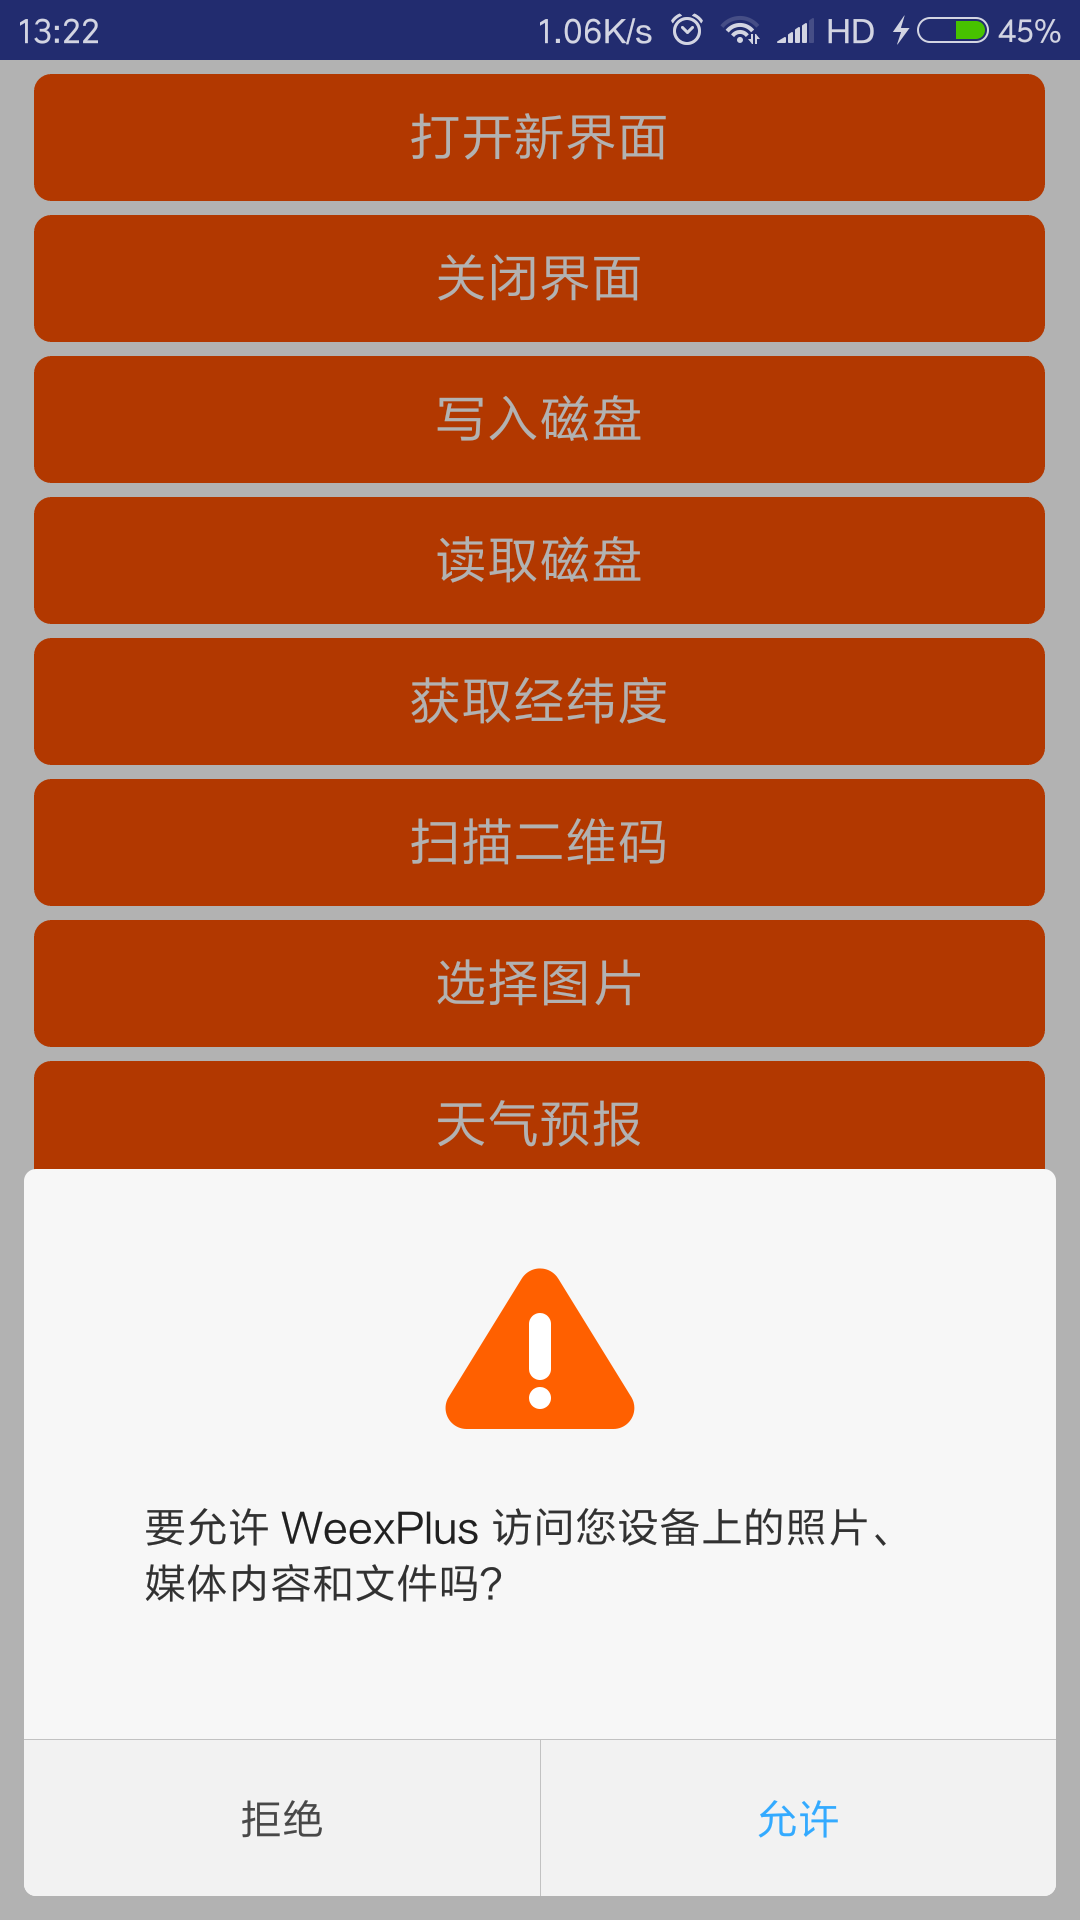 13:22 1.06K/s HD 45%
打开新界面
关闭界面
写入磁盘
读取磁盘
获取经纬度
扫描二维码
选择图片
天气预报
要允许 WeexPlus 访问您设备上的照片、
媒体内容和文件吗?
拒绝 允许